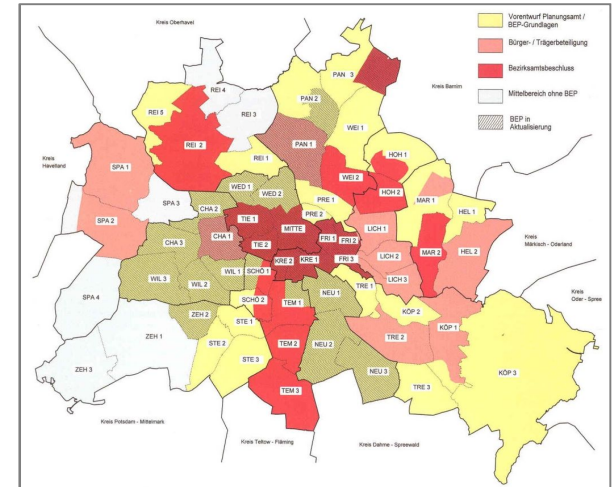 Kreis Oberhavel
Vorentwurf Planungsamt /
BEP-Grundlagen
Bürger- / Trägerbeteiligung
Bezirksamtsbeschluss
Mittelbereich ohne BEP
BEP in
Aktualisierung
Kreis Barnim
PAN 3
REI 4
PAN 2
REI 5
REI 3
WEI 1
REI 2
PAN 1
REI 1
HOH 1
Kreis
Havelland
SPA 1
WEI 2
HOH 2
WED 1
WED 2
MAR 1
SPA 3
PRE 1
HEL 1
CHA 2
PRE 2
SPA 2
TIE 1
MITTE
LICH 1
Kreis
Märkisch - Oderland
CHA 1
FRI 1
FRI 2
CHA 3
TIE 2
MAR 2
HEL 2
LICH 2
KRE 2
KRE 1
FRI 3
WIL 3
WIL 1
SCHÖ 1
LICH 3
WIL 2
TRE 1
Kreis
Oder - Spree
SPA 4
SCHÖ 2
TEM 1
NEU 1
KÖP 2
ZEH 2
STE 1
KÖP 1
ZEH 1
STE 2
TEM 2
NEU 2
TRE 2
STE 3
ZEH 3
NEU 3
KÖP 3
TEM 3
TRE 3
Kreis Potsdam - Mittelmark
Kreis Teltow - Fläming
Kreis Dahme - Spreewald